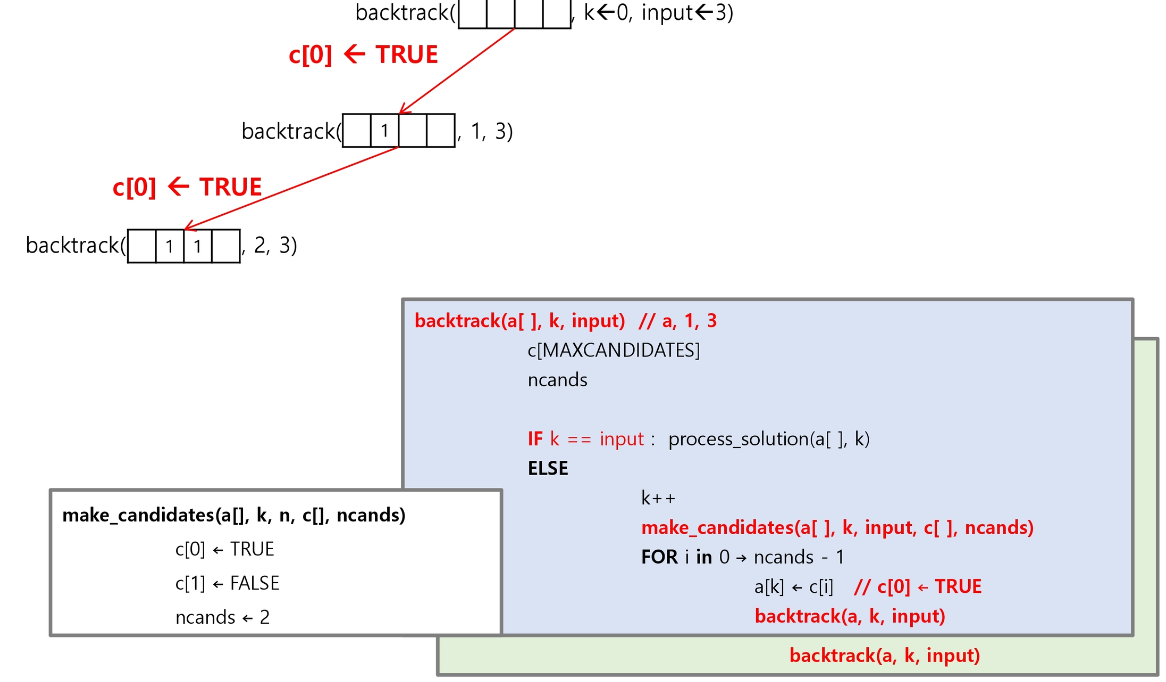 backtrack( , k←0, input←3)
c[0] ← TRUE
backtrack( 1 , 1, 3)
c[0] ← TRUE
backtrack( 1 1 , 2, 3)
backtrack(a[ ], k, input) // a, 1, 3
c[MAXCANDIDATES]
ncands
IF k == input : process_solution(a[ ], k)
ELSE
k++
make_candidates(a[ ], k, input, c[ ], ncands)
FOR i in 0 → ncands - 1
a[k] ← c[i] // c[0] ← TRUE
backtrack(a, k, input)
make_candidates(a[], k, n, c[], ncands)
c[0] ← TRUE
c[1] ← FALSE
ncands ← 2
backtrack(a, k, input)